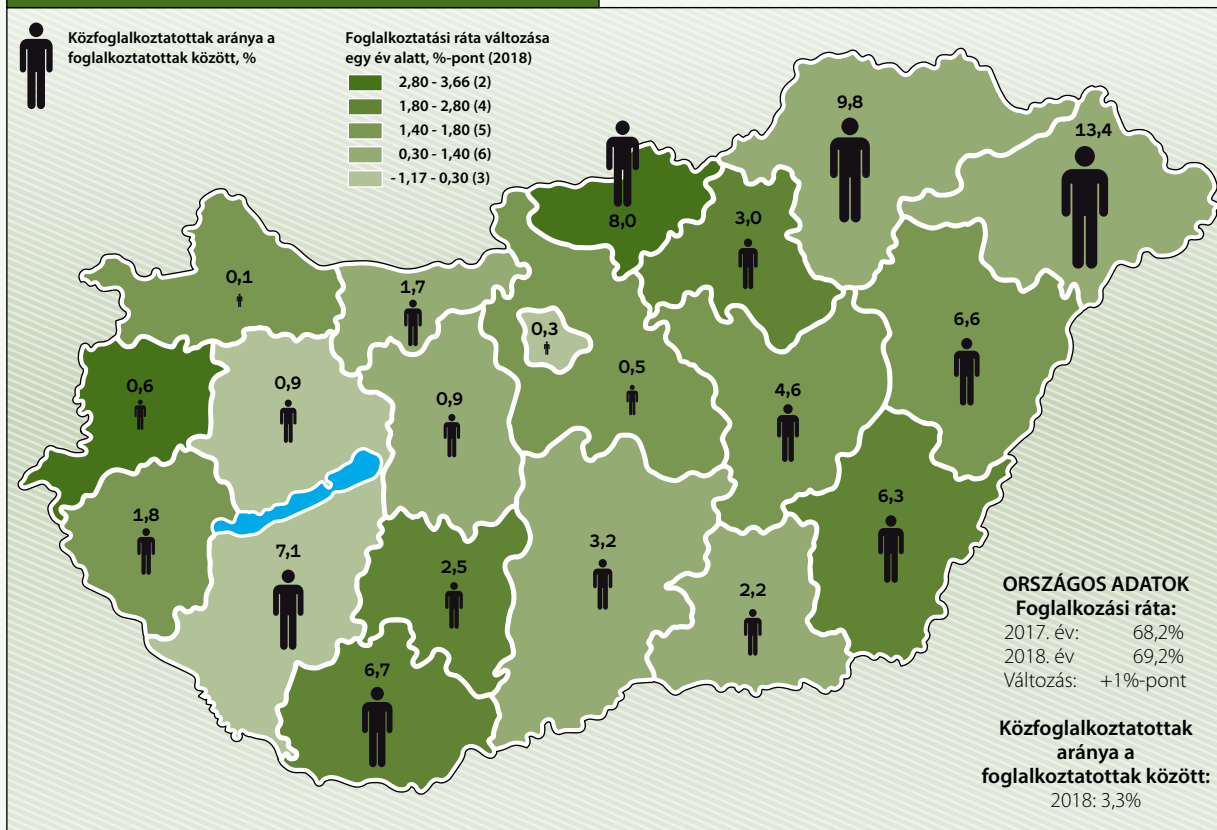 Közfoglalkoztatottak aránya a
foglalkoztatottak között, %
Foglalkoztatási ráta változása
egy év alatt, %-pont (2018)
2,80 - 3,66 (2)
1,80 - 2,80 (4)
1,40 - 1,80 (5)
0,30 - 1,40 (6)
-1,17 - 0,30 (3)
9,8
13,4
8,0
3,0
0,1
1,7
0,3
6,6
0,6
0,9
0,9
0,5
4,6
1,8
7,1
2,5
3,2
2,2
6,3
6,7
ORSZÁGOS ADATOK
Foglalkozási ráta:
2017. év: 68,2%
2018. év 69,2%
Változás: +1%-pont
Közfoglalkoztatottak
aránya a
foglalkoztatottak között:
2018: 3,3%